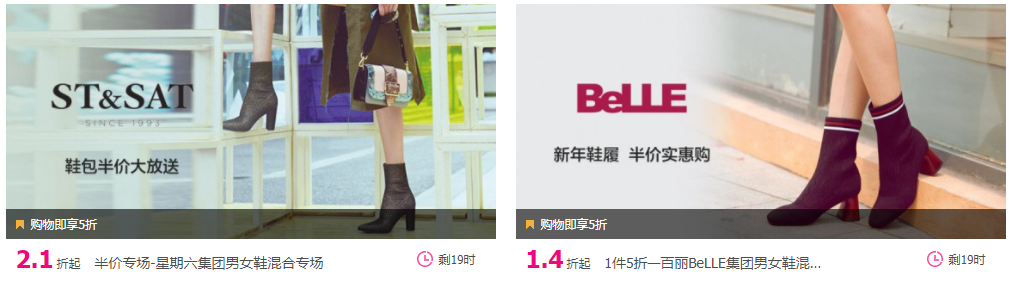 ST&SAT
SINCE 1993
鞋包半价大放送
购物即享5折
2.1折起 半价专场-星期六集团男女鞋混合专场 剩19时
BeLLE
新年鞋履 半价实惠购
购物即享5折
1.4折起 1件5折—百丽BeLLE集团男女鞋混... 剩19时